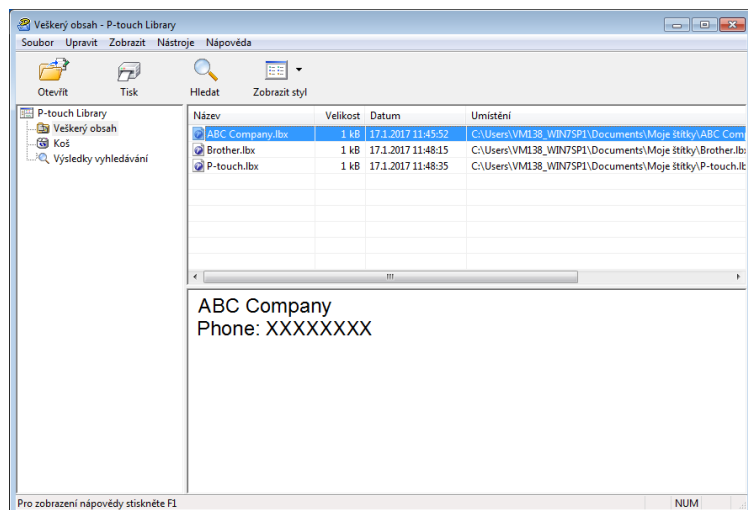 Veškerý obsah - P-touch Library
Soubor Upravit Zobrazit Nástroje Nápověda
Otevřít Tisk Hledat Zobrazit styl
P-touch Library
Veškerý obsah
Koš
Výsledky vyhledávání
Název Velikost Datum Umístění
ABC Company.lbx 1 kB 17.1.2017 11:45:52 C:\Users\VM138_WIN7SP1\Documents\Moje štítky\ABC Com
Brother.lbx 1 kB 17.1.2017 11:48:15 C:\Users\VM138_WIN7SP1\Documents\Moje štítky\Brother.lb
P-touch.lbx 1 kB 17.1.2017 11:48:35 C:\Users\VM138_WIN7SP1\Documents\Moje štítky\P-touch.lb
ABC Company
Phone: XXXXXXXX
Pro zobrazení nápovědy stiskněte F1 NUM